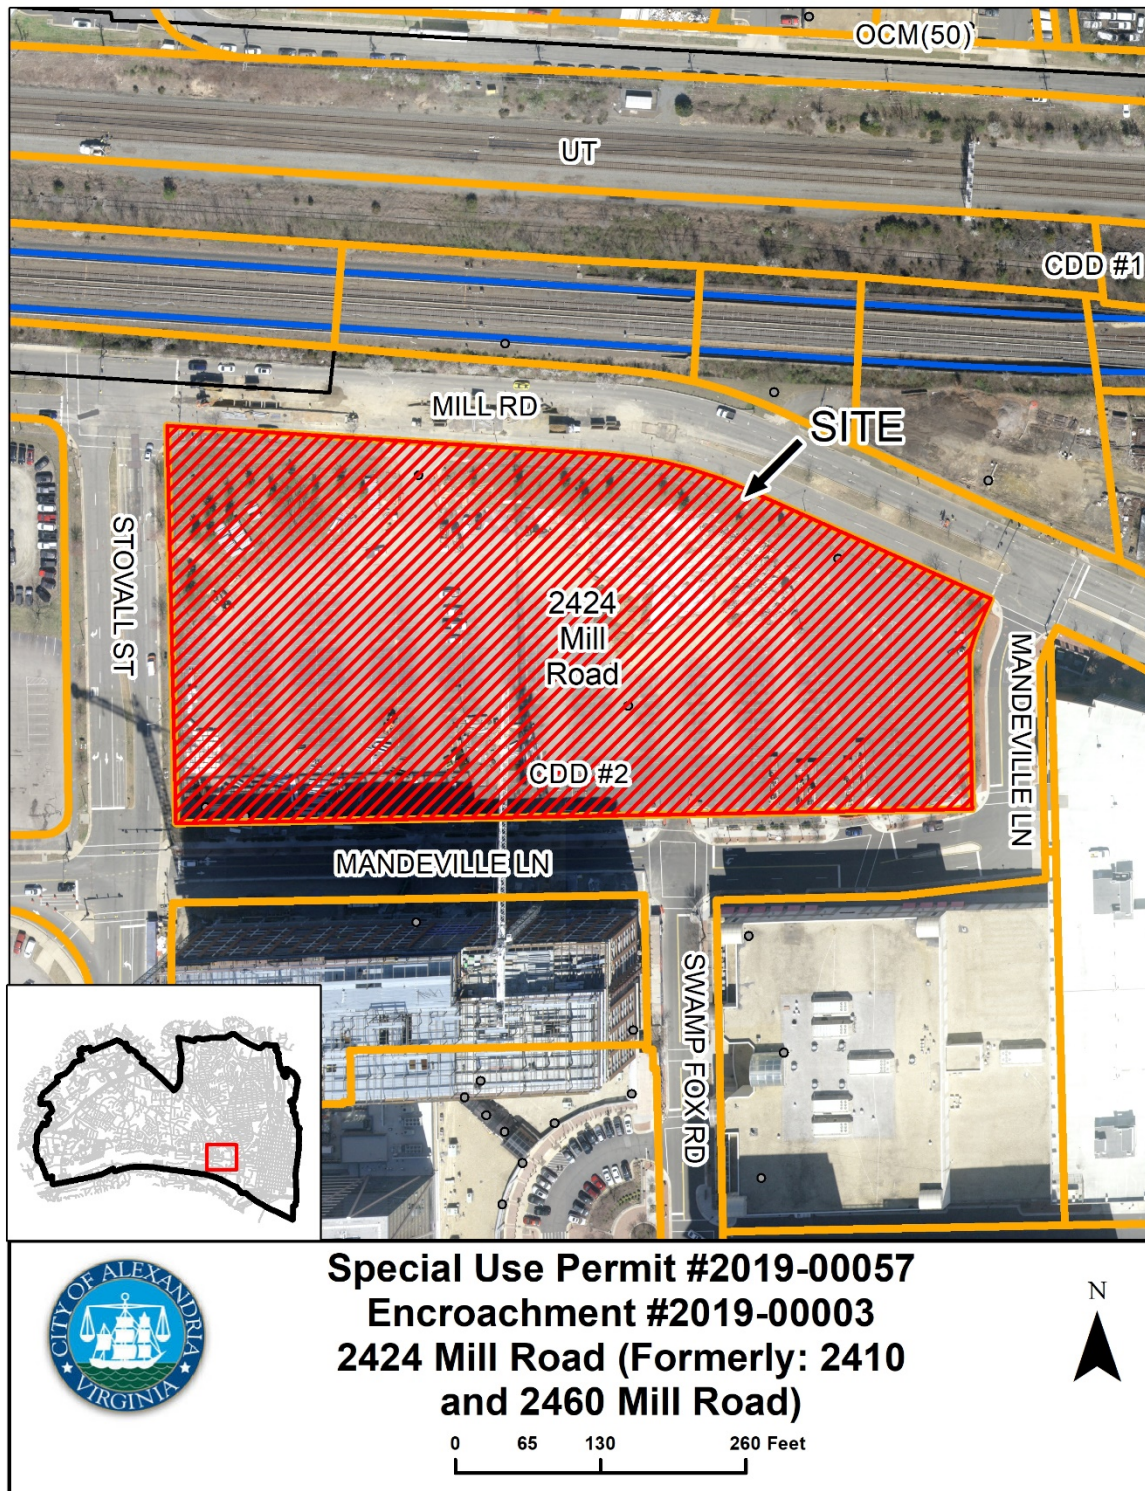 OCM(50)
UT
CDD #1
MILL RD
SITE
STOVALL ST
2424
Mill
Road
MANDEVILLE LN
CDD #2
MANDEVILLE LN
SWAMP FOX RD
CITY OF ALEXANDRIA
VIRGINIA
Special Use Permit #2019-00057
Encroachment #2019-00003
2424 Mill Road (Formerly: 2410
and 2460 Mill Road)
N
0 65 130 260 Feet